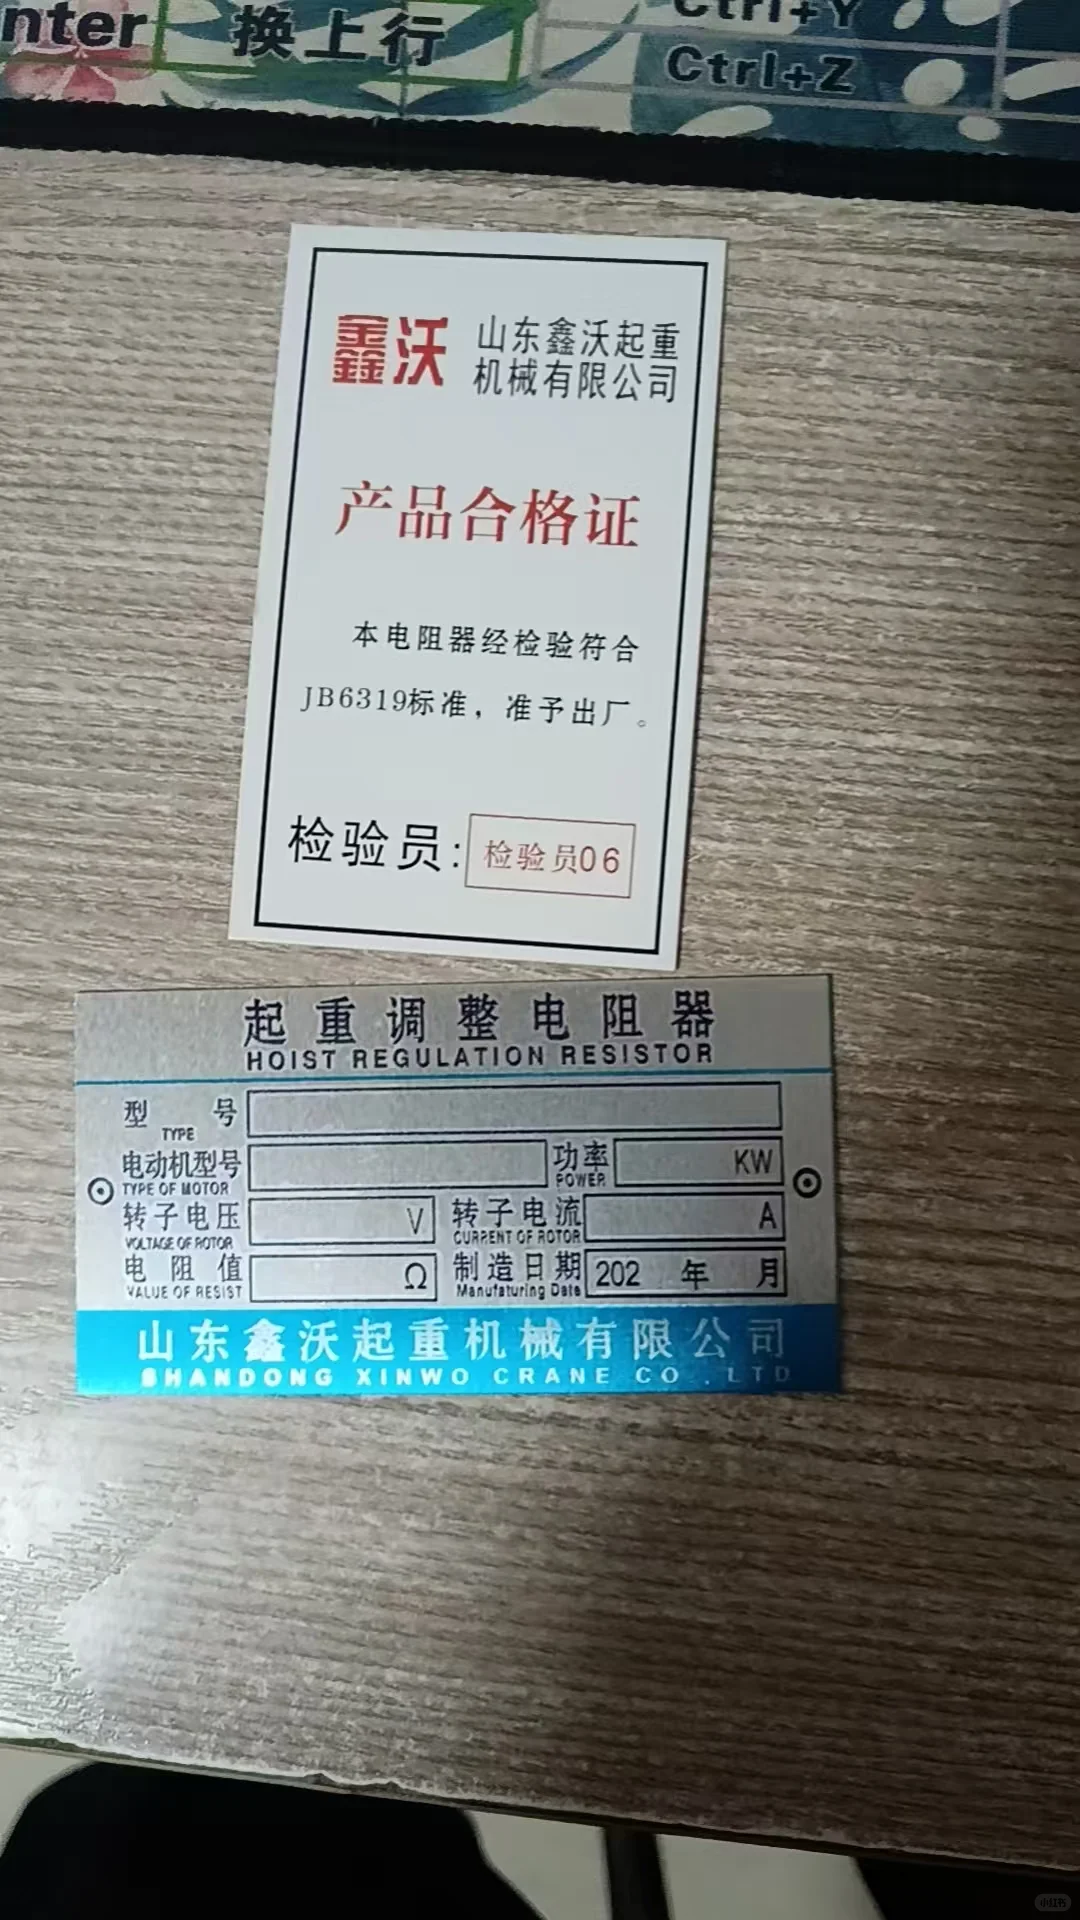 nter 换上行 Ctrl+Y
Ctrl+Z
鑫沃 山东鑫沃起重
机械有限公司
产品合格证
本电阻器经检验符合
JB6319标准，准予出厂。
检验员: 检验员06
起重调整电阻器
HOIST REGULATION RESISTOR
型号
TYPE
电动机型号 功率 KW
TYPE OF MOTOR POWER
转子电压 V 转子电流 A
VOLTAGE OF ROTOR CURRENT OF ROTOR
电阻值 Ω 制造日期 202 年 月
VALUE OF RESIST Manufaturing Date
山东鑫沃起重机械有限公司
SHANDONG XINWO CRANE CO.,LTD
小红书